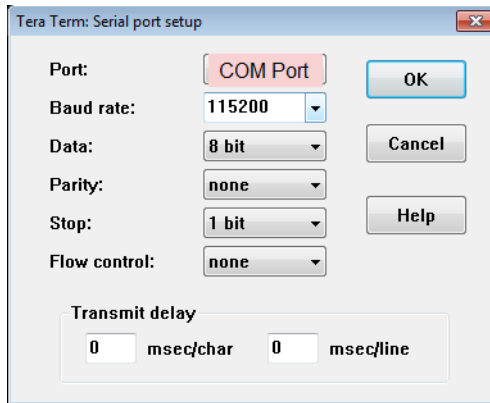 Tera Term: Serial port setup
Port: COM Port
OK
Baud rate: 115200
Data: 8 bit
Cancel
Parity: none
Stop: 1 bit
Help
Flow control: none
Transmit delay
0 msec/char 0 msec/line